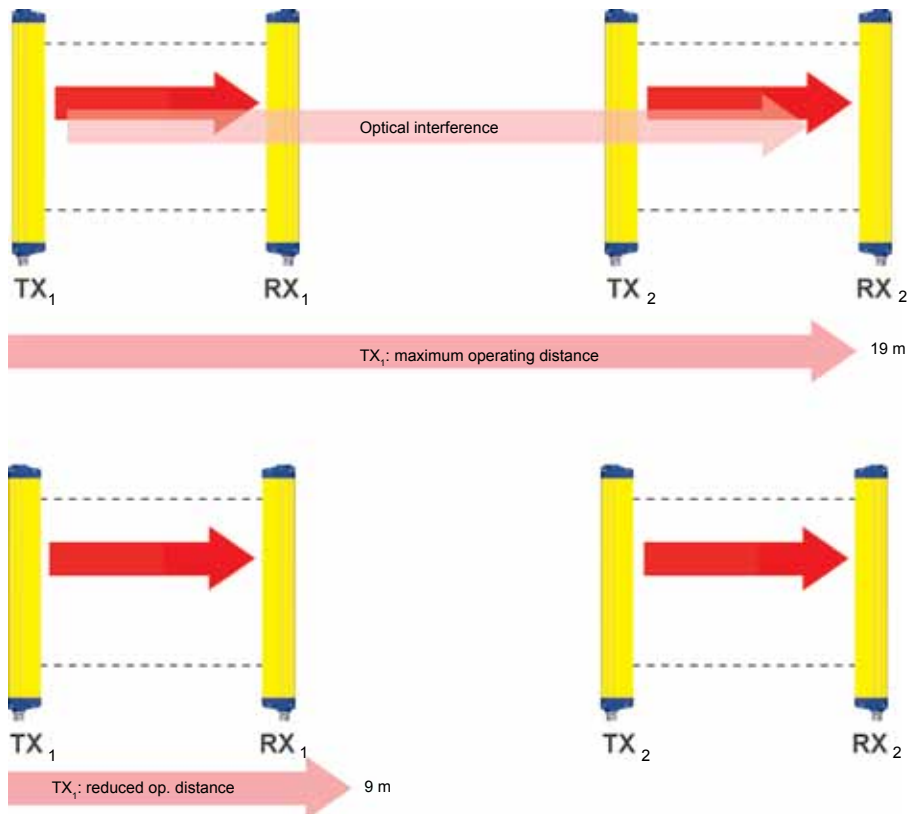 Optical interference
TX1 RX1 TX2 RX2
TX1: maximum operating distance 19 m
TX1 RX1 TX2 RX2
TX1: reduced op. distance 9 m